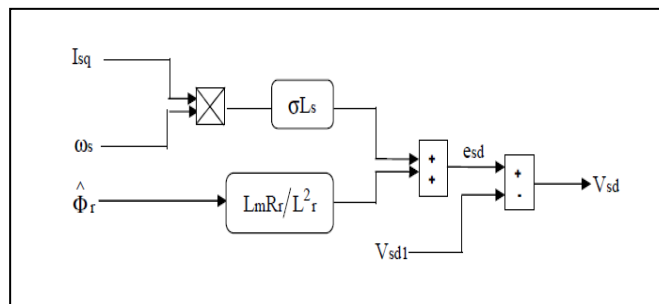 Isq
σLs
ωs
+
+
esd
+
-
Vsd
^
Φr
LmRr/L²r
Vsd1